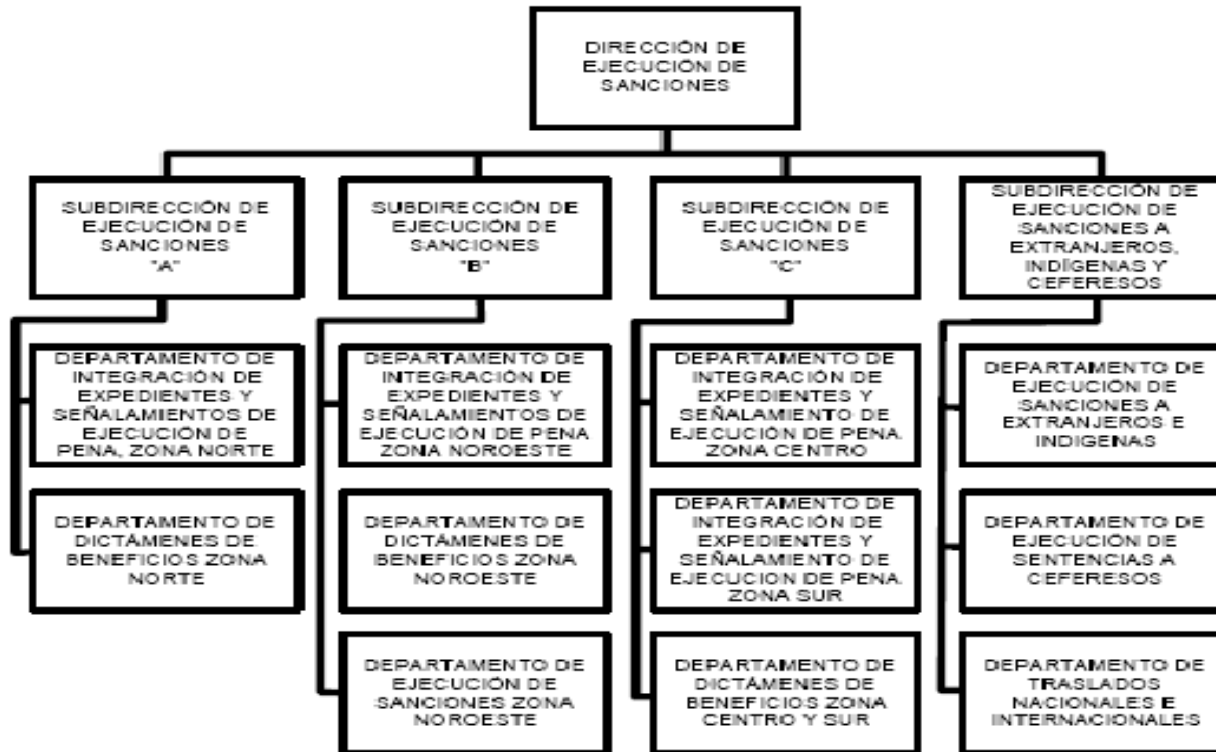 DIRECCIÓN DE
EJECUCIÓN DE
SANCIONES
SUBDIRECCIÓN DE
EJECUCIÓN DE
SANCIONES
"A"
SUBDIRECCIÓN DE
EJECUCIÓN DE
SANCIONES
"B"
SUBDIRECCIÓN DE
EJECUCIÓN DE
SANCIONES
"C"
SUBDIRECCIÓN DE
EJECUCIÓN DE
SANCIONES A
EXTRANJEROS,
INDÍGENAS Y
CEFERESOS
DEPARTAMENTO DE
INTEGRACIÓN DE
EXPEDIENTES Y
SEÑALAMIENTOS DE
EJECUCIÓN DE
PENA, ZONA NORTE
DEPARTAMENTO DE
INTEGRACIÓN DE
EXPEDIENTES Y
SEÑALAMIENTOS DE
EJECUCIÓN DE PENA
ZONA NOROESTE
DEPARTAMENTO DE
INTEGRACIÓN DE
EXPEDIENTES Y
SEÑALAMIENTO DE
EJECUCIÓN DE PENA
ZONA CENTRO
DEPARTAMENTO DE
EJECUCIÓN DE
SANCIONES A
EXTRANJEROS E
INDIGENAS
DEPARTAMENTO DE
DICTÁMENES DE
BENEFICIOS ZONA
NORTE
DEPARTAMENTO DE
DICTÁMENES DE
BENEFICIOS ZONA
NOROESTE
DEPARTAMENTO DE
INTEGRACIÓN DE
EXPEDIENTES Y
SEÑALAMIENTO DE
EJECUCION DE PENA
ZONA SUR
DEPARTAMENTO DE
EJECUCIÓN DE
SENTENCIAS A
CEFERESOS
DEPARTAMENTO DE
EJECUCIÓN DE
SANCIONES ZONA
NOROESTE
DEPARTAMENTO DE
DICTÁMENES DE
BENEFICIOS ZONA
CENTRO Y SUR
DEPARTAMENTO DE
TRASLADOS
NACIONALES E
INTERNACIONALES